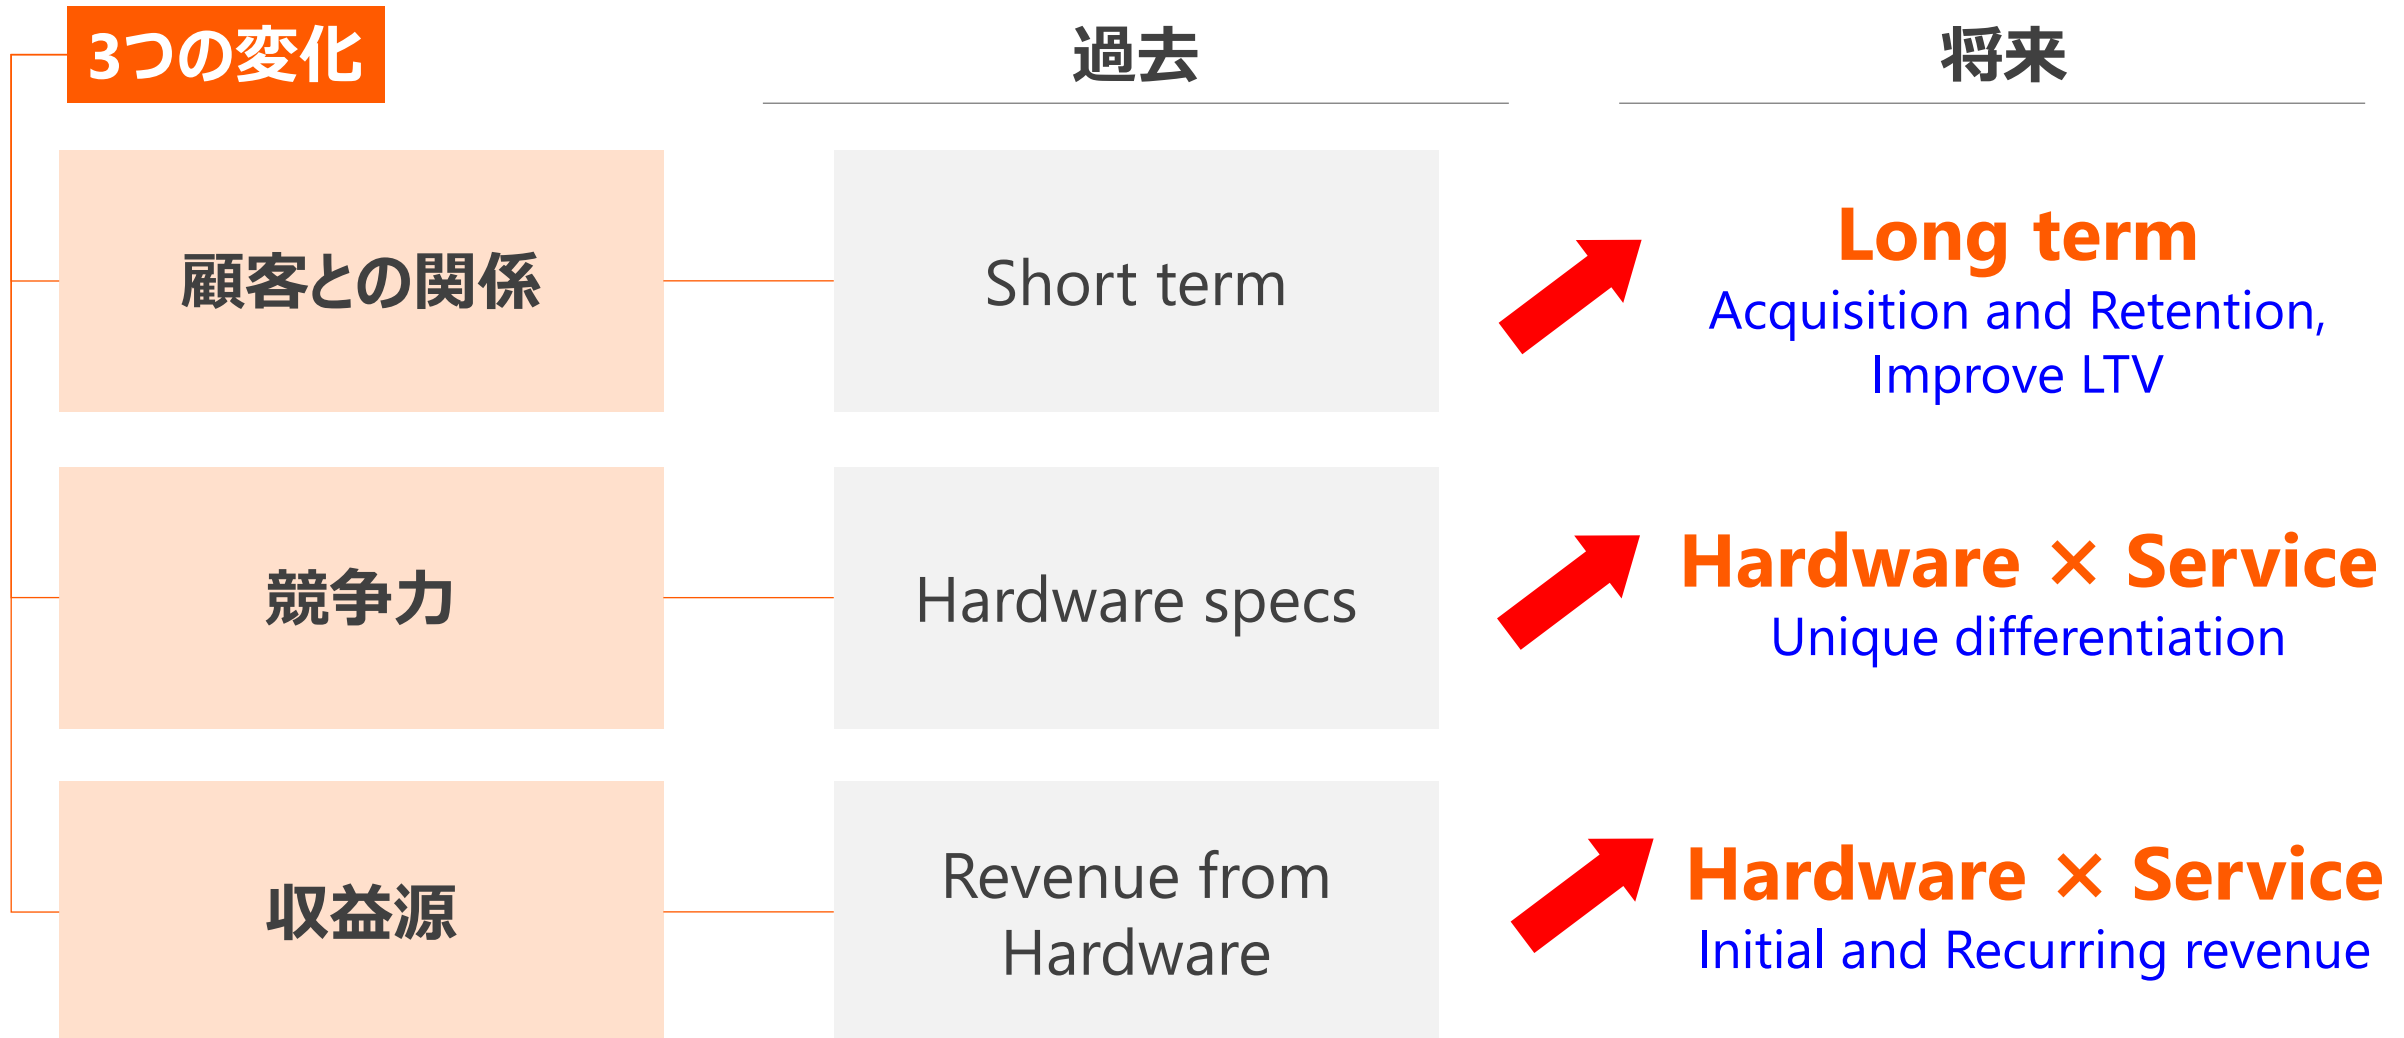 3つの変化
過去
将来
顧客との関係
Short term
Long term
Acquisition and Retention,
Improve LTV
競争力
Hardware specs
Hardware × Service
Unique differentiation
収益源
Revenue from
Hardware
Hardware × Service
Initial and Recurring revenue